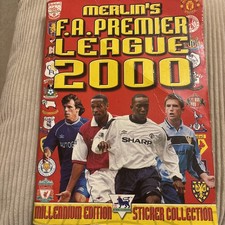 MERLIN'S
F.A. PREMIER
LEAGUE
2000
SHARP
MILLENNIUM EDITION
STICKER COLLECTION